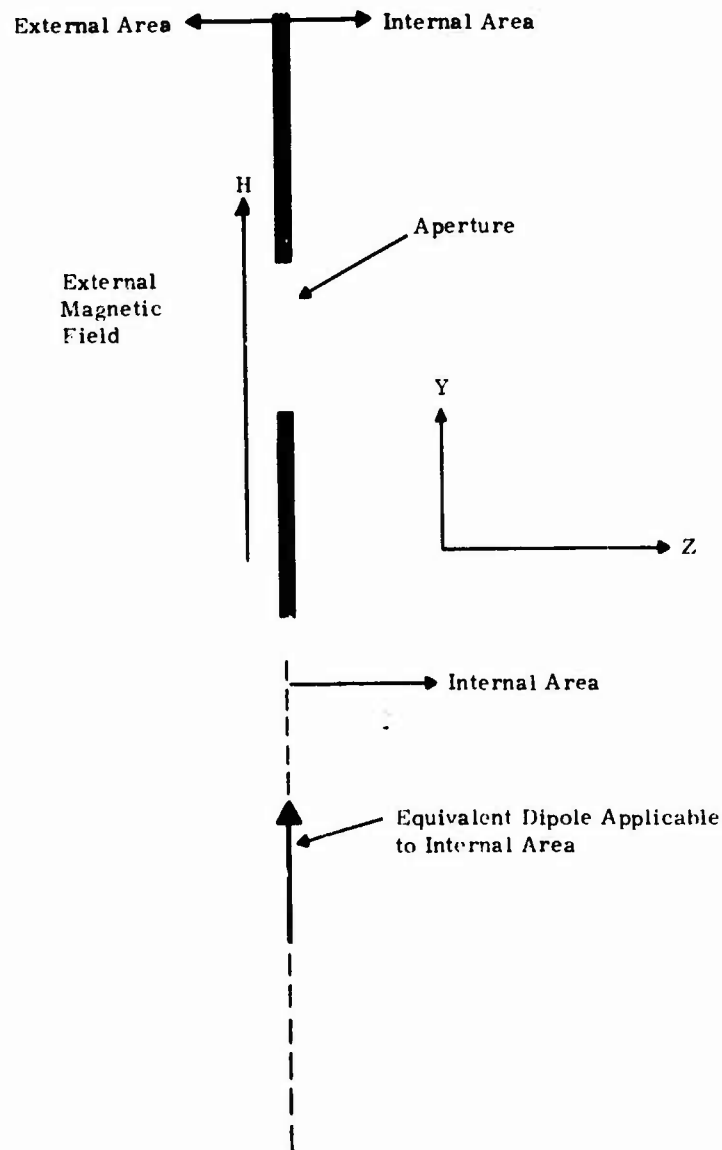 External Area
Internal Area
H
Aperture
External
Magnetic
Field
Y
Z
Internal Area
Equivalent Dipole Applicable
to Internal Area